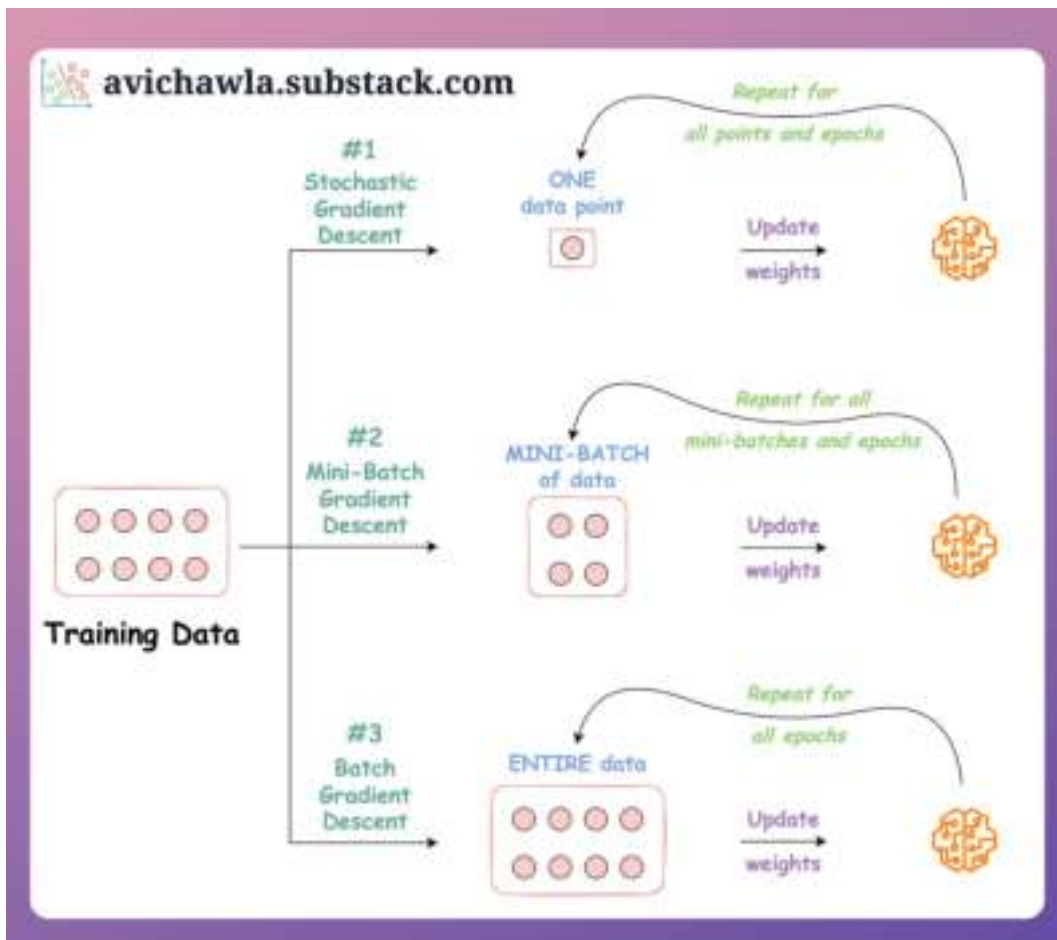 avichawla.substack.com
#1
Stochastic
Gradient
Descent
ONE
data point
Repeat for
all points and epochs
Update
weights
#2
Mini-Batch
Gradient
Descent
MINI-BATCH
of data
Repeat for all
mini-batches and epochs
Update
weights
Training Data
#3
Batch
Gradient
Descent
ENTIRE data
Repeat for
all epochs
Update
weights